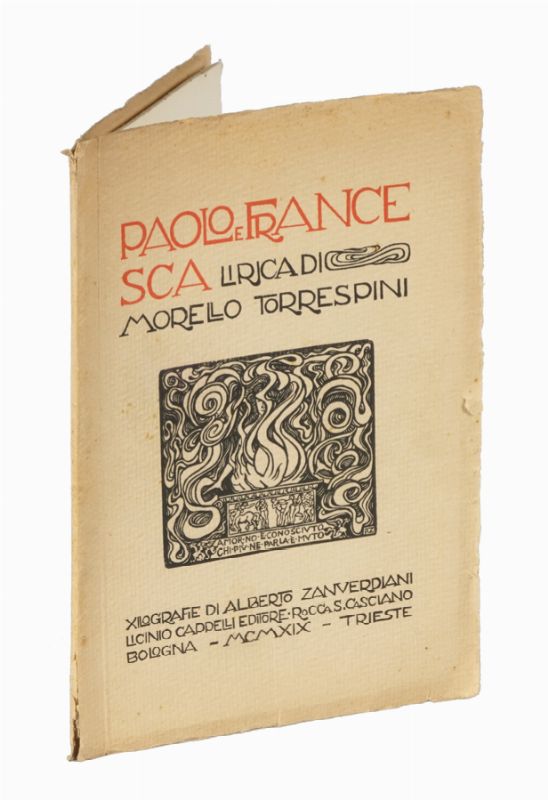 PAOLO E FRANCE
SCA LIRICA DI
MORELLO TORRESPINI
AMOR·NO·E·CONOSCIUTO
CHI·PIU·NE·PARLA·E·MUTO
XILOGRAFIE DI ALBERTO ZANVERDIANI
LICINIO CAPPELLI EDITORE·ROCCA S. CASCIANO
BOLOGNA – MCMXIX – TRIESTE